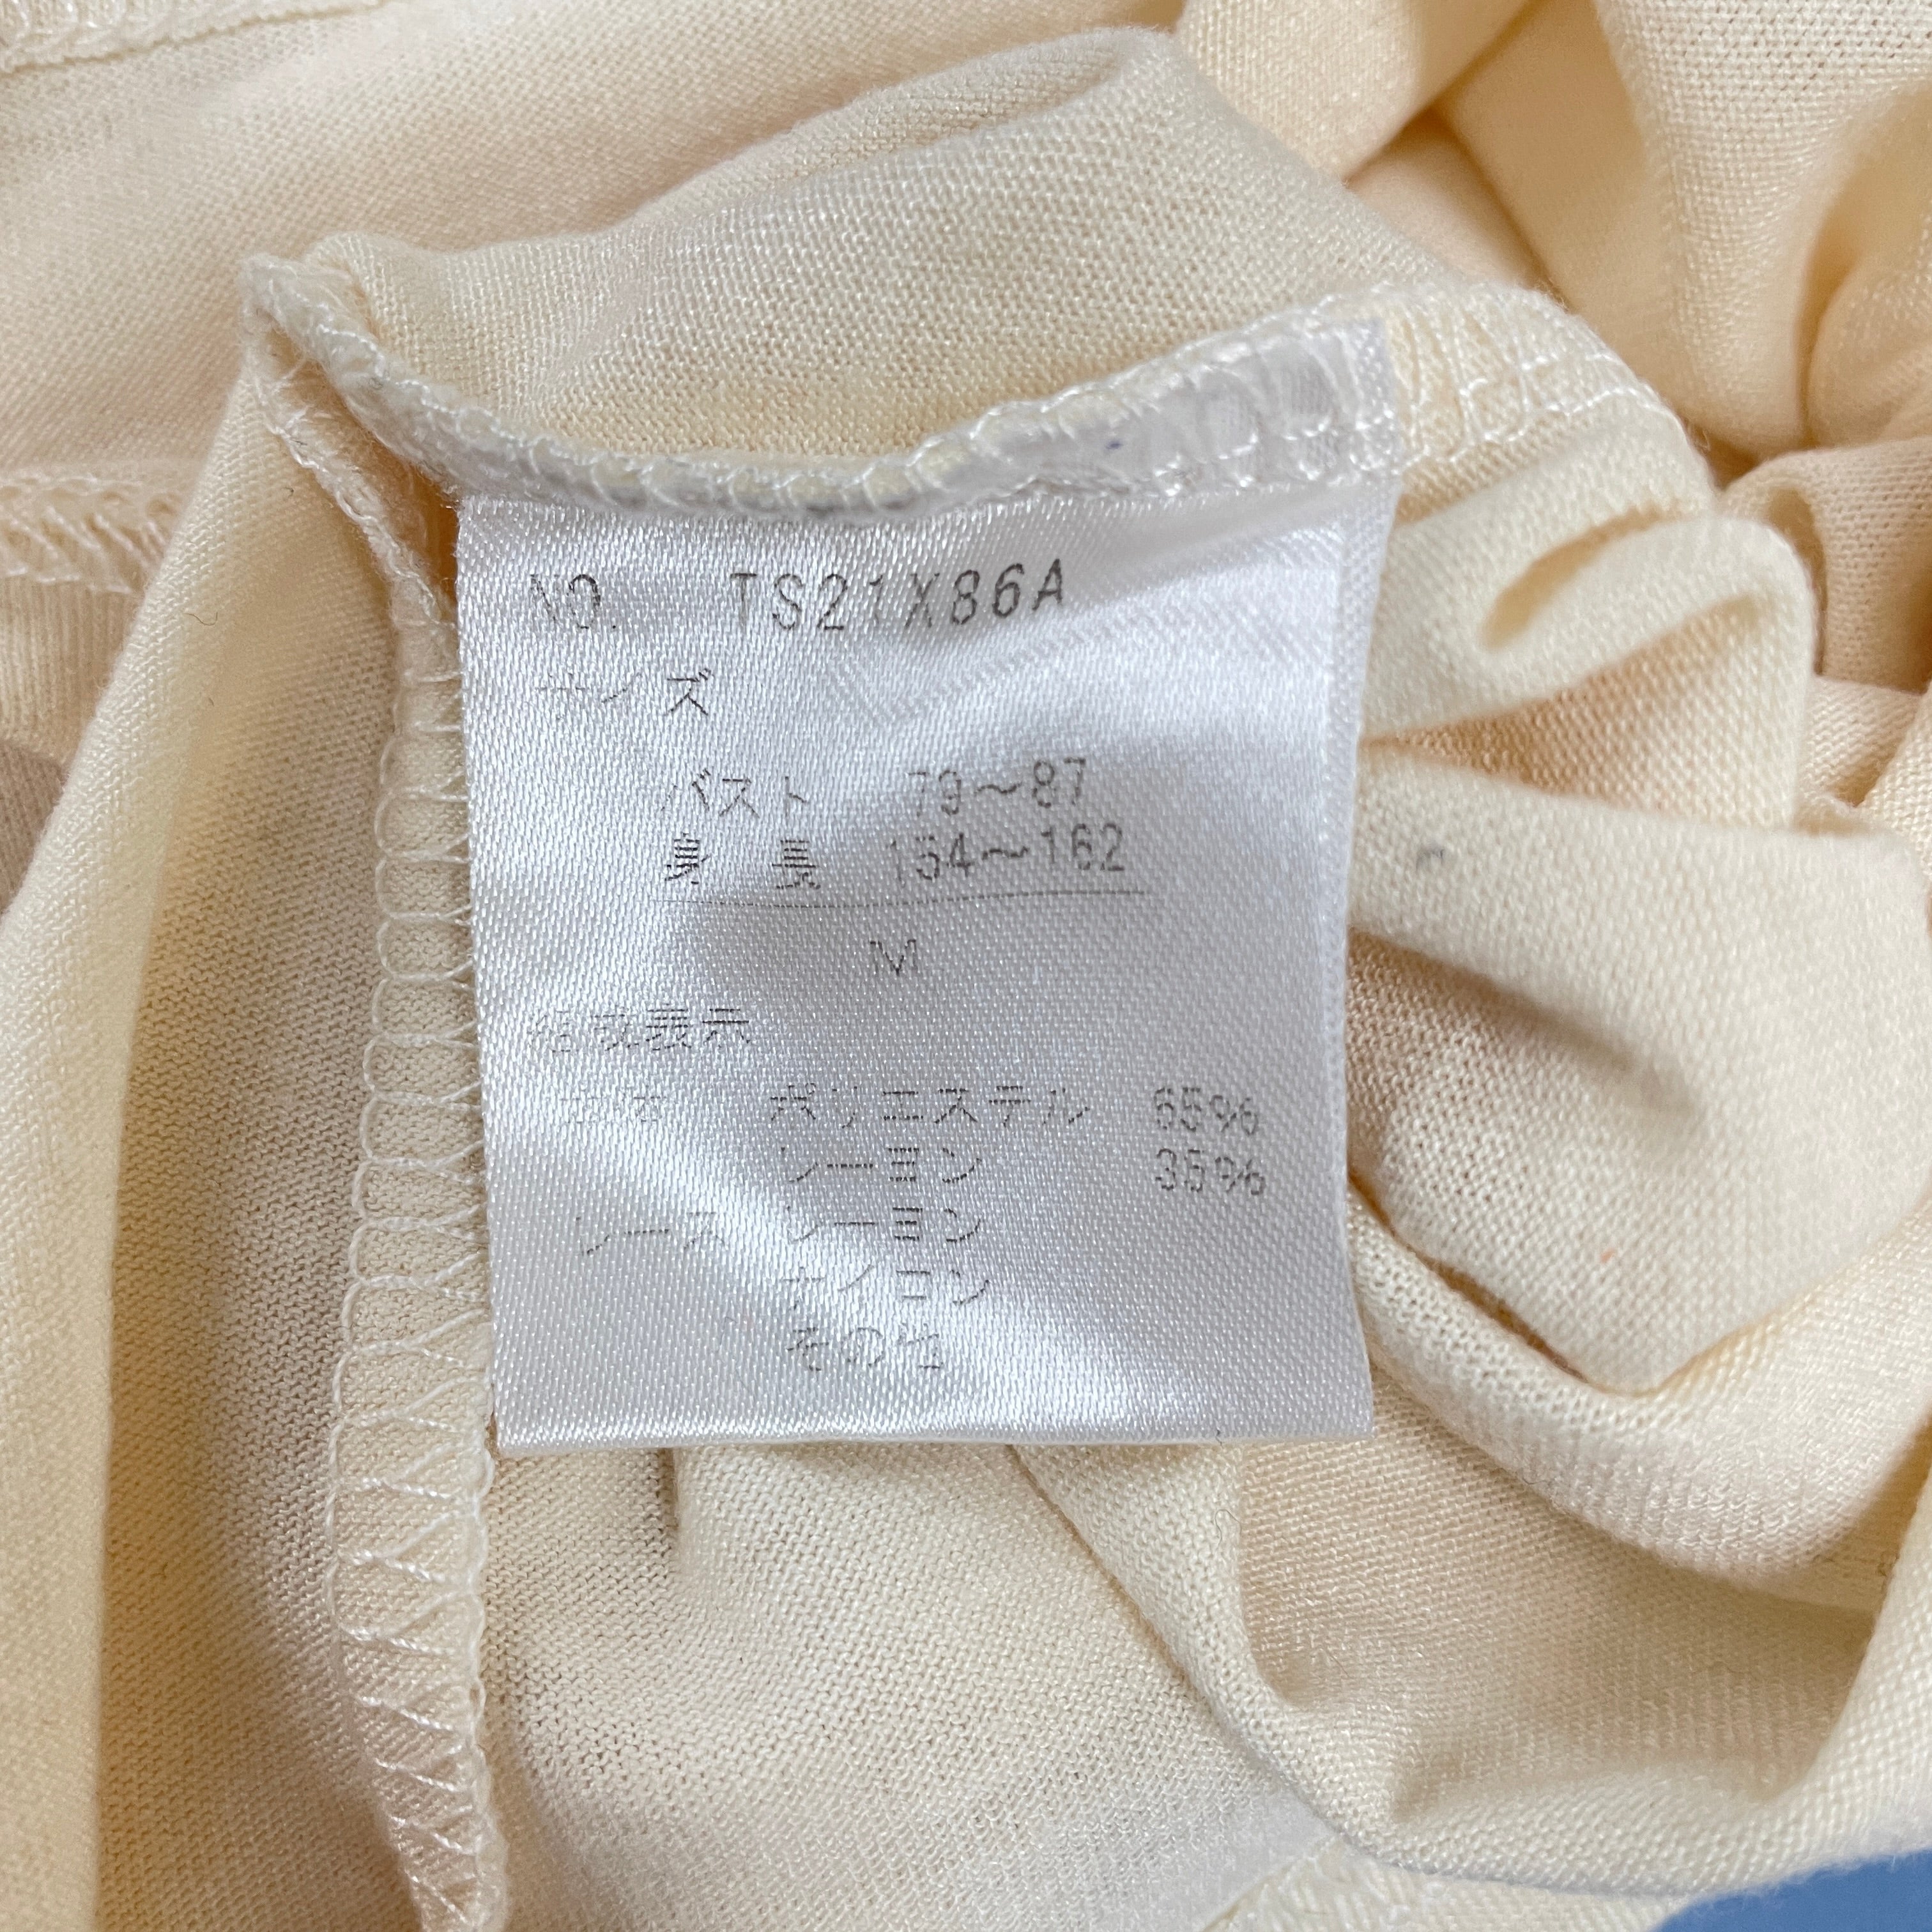 NO. TS21X86A
サイズ
バスト 79～87
身長 154～162
M
組成表示
ポリエステル 65%
レーヨン 35%
レース レーヨン
ナイロン
その他